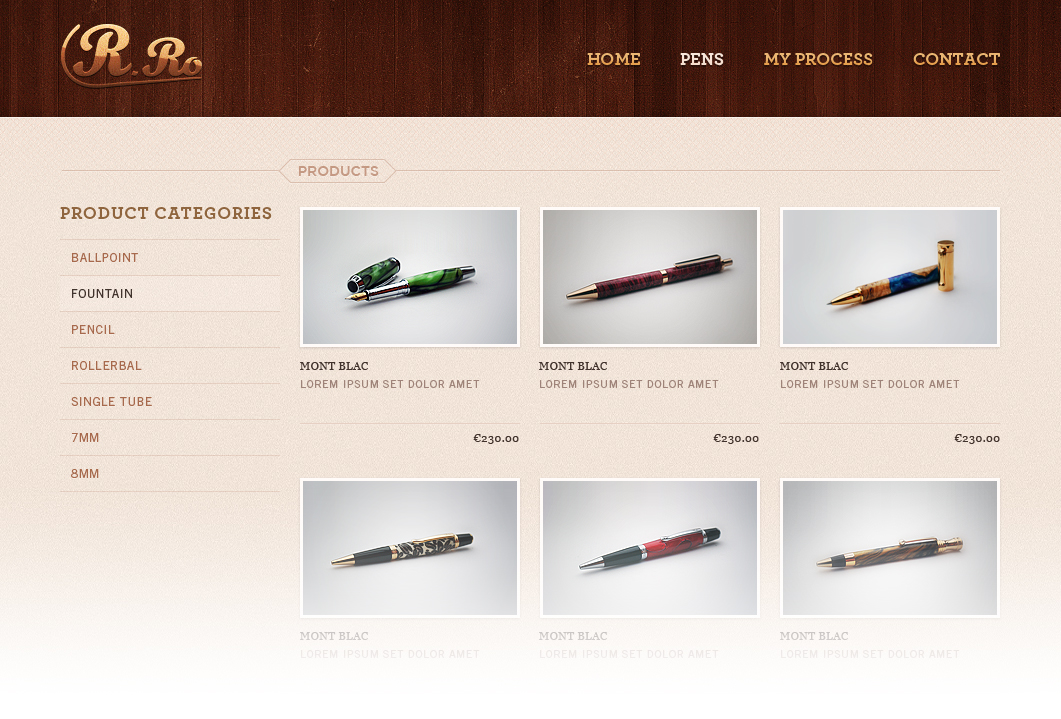 R. Ro
HOME PENS MY PROCESS CONTACT
PRODUCTS
PRODUCT CATEGORIES
BALLPOINT
FOUNTAIN
PENCIL
ROLLERBAL
SINGLE TUBE
7MM
8MM
MONT BLAC
LOREM IPSUM SET DOLOR AMET
€230.00
MONT BLAC
LOREM IPSUM SET DOLOR AMET
€230.00
MONT BLAC
LOREM IPSUM SET DOLOR AMET
€230.00
MONT BLAC
LOREM IPSUM SET DOLOR AMET
MONT BLAC
LOREM IPSUM SET DOLOR AMET
MONT BLAC
LOREM IPSUM SET DOLOR AMET